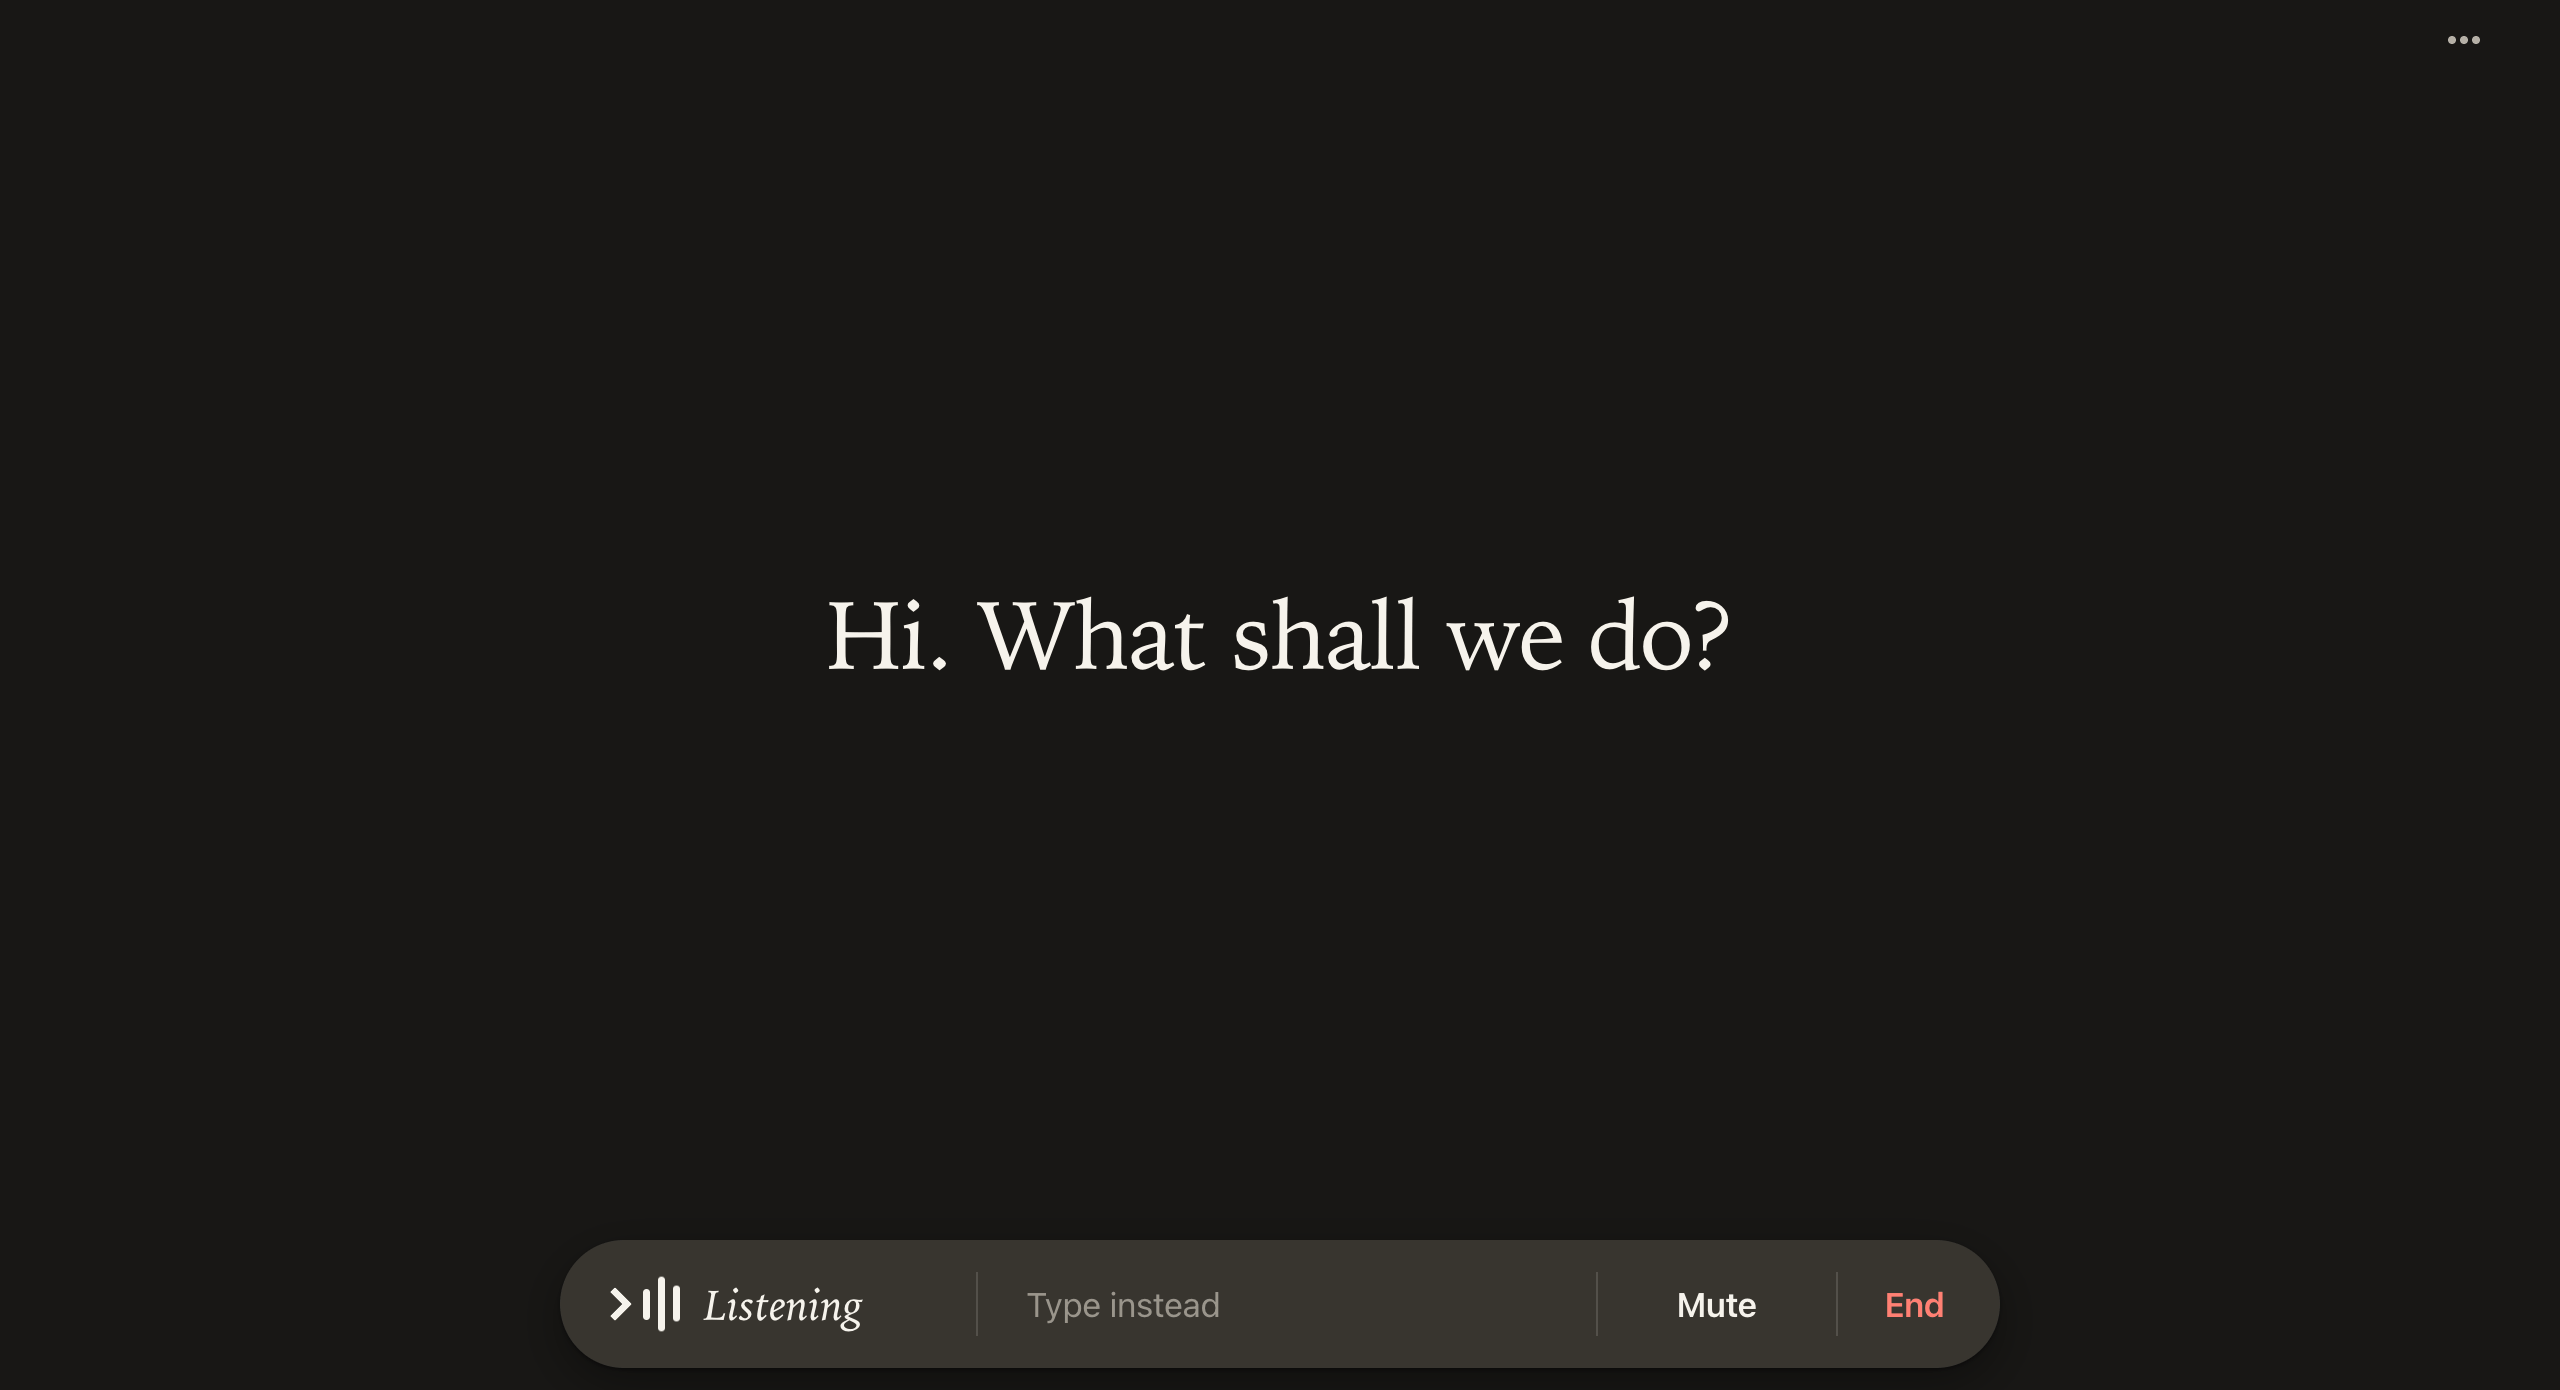 Hi. What shall we do?
Listening
Type instead
Mute
End